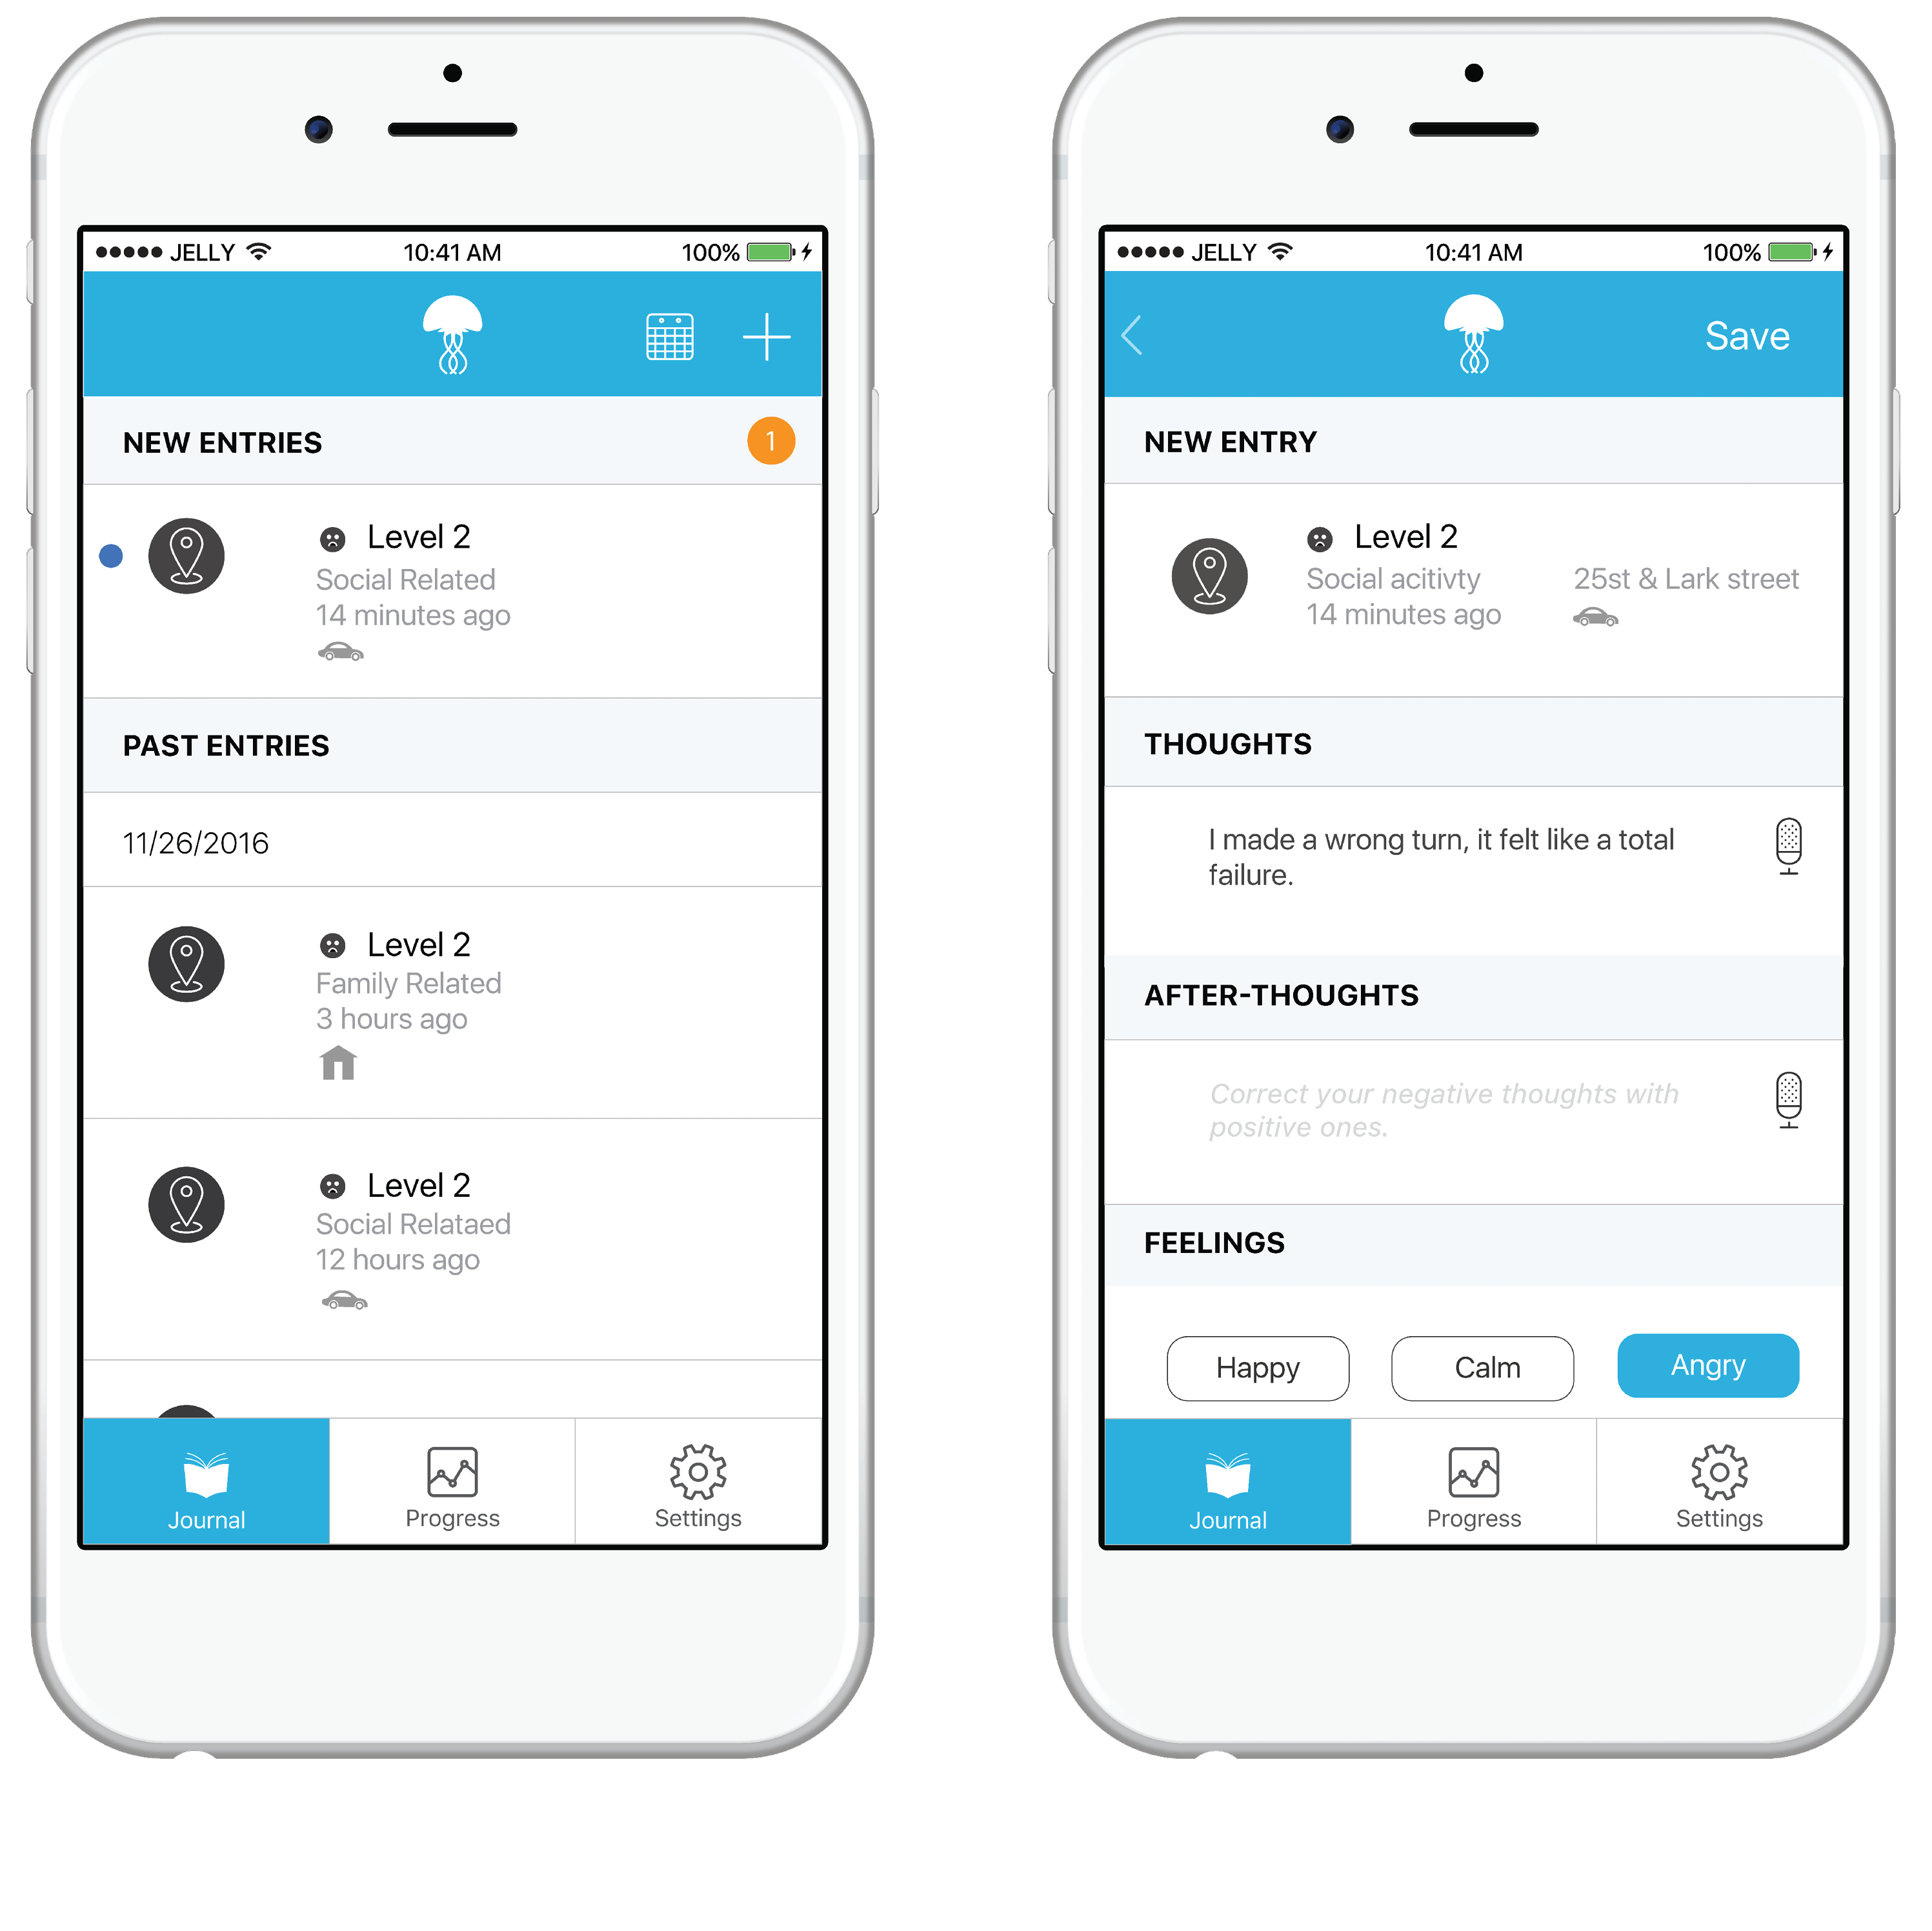 JELLY 10:41 AM 100%
NEW ENTRIES 1
Level 2
Social Related
14 minutes ago
PAST ENTRIES
11/26/2016
Level 2
Family Related
3 hours ago
Level 2
Social Relataed
12 hours ago
Journal Progress Settings
JELLY 10:41 AM 100%
Save
NEW ENTRY
Level 2
Social acitivty 25st & Lark street
14 minutes ago
THOUGHTS
I made a wrong turn, it felt like a total
failure.
AFTER-THOUGHTS
Correct your negative thoughts with
positive ones.
FEELINGS
Happy Calm Angry
Journal Progress Settings